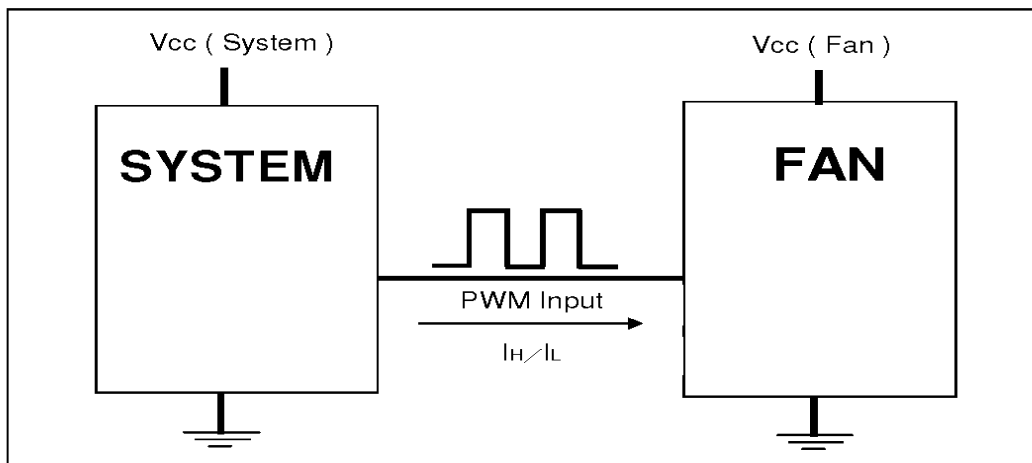 Vcc ( System )
Vcc ( Fan )
SYSTEM
FAN
PWM Input
IH/IL